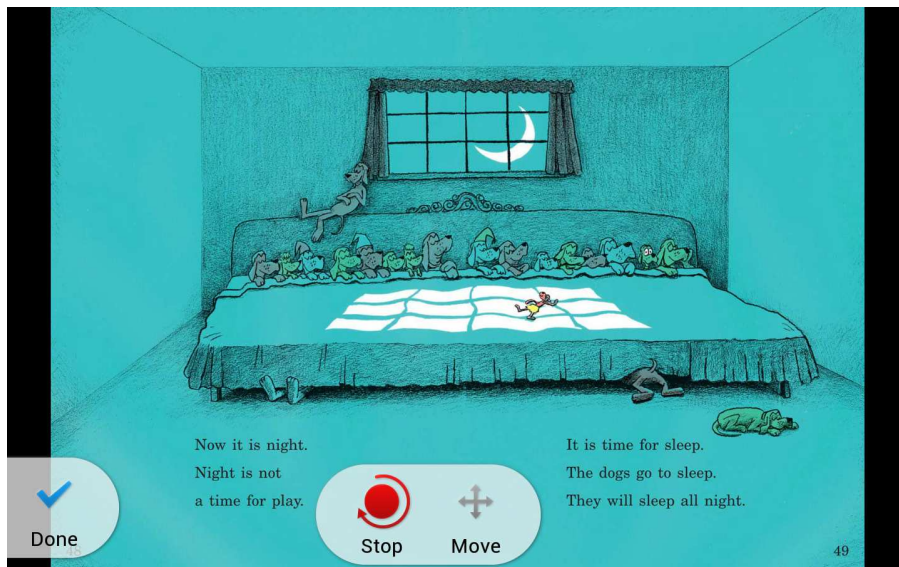 Now it is night.
Night is not
a time for play.
It is time for sleep.
The dogs go to sleep.
They will sleep all night.
Done
Stop
Move
48
49